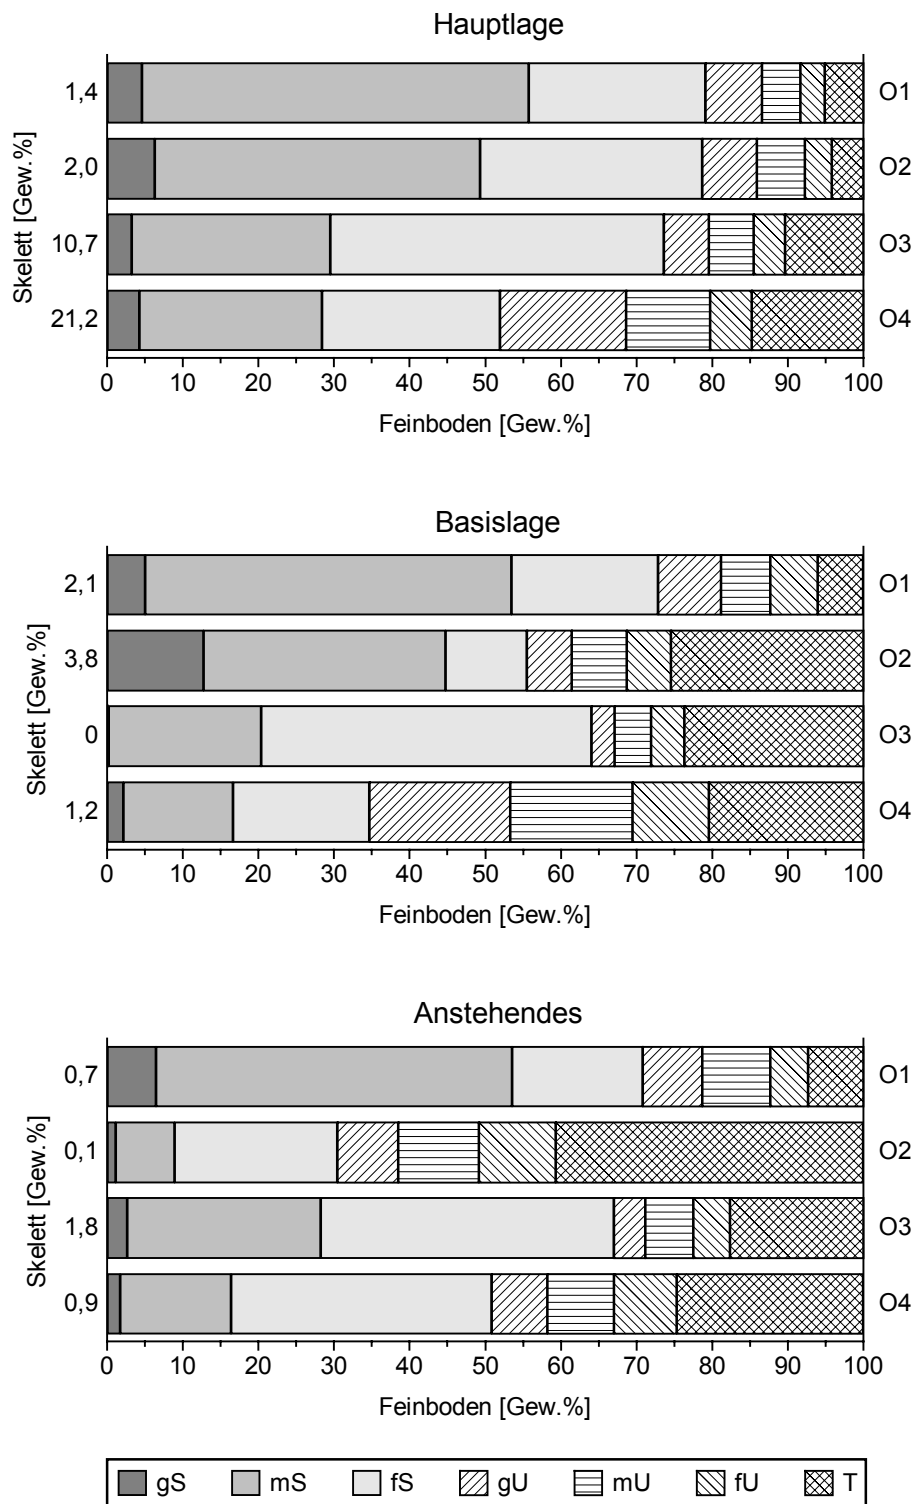 Hauptlage
Skelett [Gew.%]
1,4 O1
2,0 O2
10,7 O3
21,2 O4
0 10 20 30 40 50 60 70 80 90 100
Feinboden [Gew.%]
Basislage
Skelett [Gew.%]
2,1 O1
3,8 O2
0 O3
1,2 O4
0 10 20 30 40 50 60 70 80 90 100
Feinboden [Gew.%]
Anstehendes
Skelett [Gew.%]
0,7 O1
0,1 O2
1,8 O3
0,9 O4
0 10 20 30 40 50 60 70 80 90 100
Feinboden [Gew.%]
gS mS fS gU mU fU T